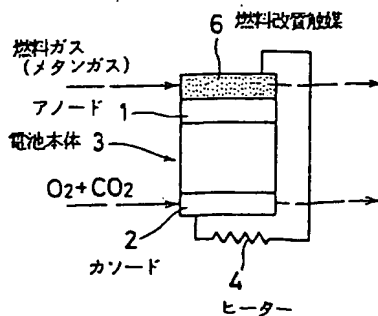 6 燃料改質触媒
燃料ガス
(メタンガス)
アノード 1
電池本体 3
O2+CO2
2
カソード
4
ヒーター